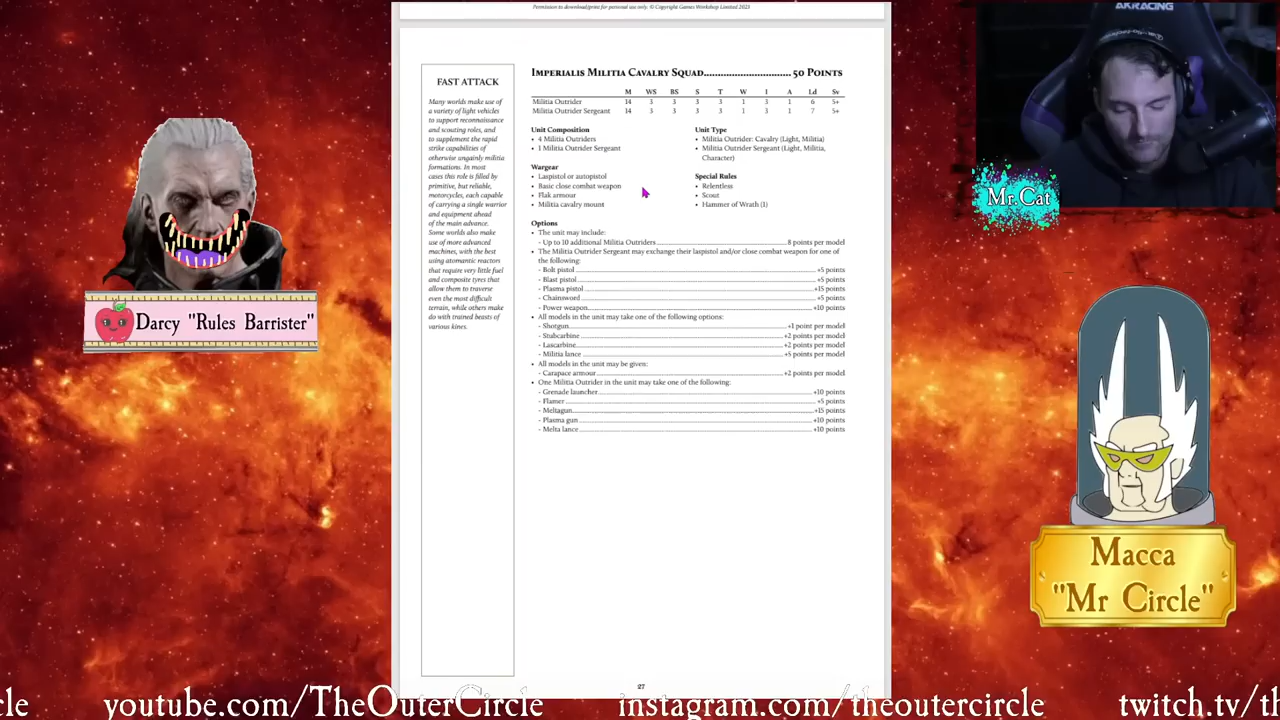 Permission to download/print for personal use only. © Copyright Games Workshop Limited 2023
FAST ATTACK
Many worlds make use of
a variety of light vehicles
to support reconnaissance
and scouting roles, and
to supplement the rapid
strike capabilities of
otherwise ungainly militia
formations. In most
cases this role is filled by
primitive, but reliable,
motorcycles, each capable
of carrying a single warrior
and equipment ahead
of the main advance.
Some worlds also make
use of more advanced
machines, with the best
using atomantic reactors
that require very little fuel
and composite tyres that
allow them to traverse
even the most difficult
terrain, while others make
do with trained beasts of
various kines.
Imperialis Militia Cavalry Squad.............................. 50 Points
M WS BS S T W I A Ld Sv
Militia Outrider 14 3 3 3 3 1 3 1 6 5+
Militia Outrider Sergeant 14 3 3 3 3 1 3 1 7 5+
Unit Composition
• 4 Militia Outriders
• 1 Militia Outrider Sergeant
Unit Type
• Militia Outrider: Cavalry (Light, Militia)
• Militia Outrider Sergeant (Light, Militia,
Character)
Wargear
• Laspistol or autopistol
• Basic close combat weapon
• Flak armour
• Militia cavalry mount
Special Rules
• Relentless
• Scout
• Hammer of Wrath (1)
Options
• The unit may include:
- Up to 10 additional Militia Outriders 8 points per model
• The Militia Outrider Sergeant may exchange their laspistol and/or close combat weapon for one of
the following:
- Bolt pistol +5 points
- Blast pistol +5 points
- Plasma pistol +15 points
- Chainsword +5 points
- Power weapon +10 points
• All models in the unit may take one of the following options:
- Shotgun +1 point per model
- Stubcarbine +2 points per model
- Lascarbine +2 points per model
- Militia lance +5 points per model
• All models in the unit may be given:
- Carapace armour +2 points per model
• One Militia Outrider in the unit may take one of the following:
- Grenade launcher +10 points
- Flamer +5 points
- Meltagun +15 points
- Plasma gun +10 points
- Melta lance +10 points
27
AKRACING
Mr.Cat
Darcy "Rules Barrister"
Macca
"Mr Circle"
cle youtube.com/TheOuterCircle instagram.com/theoutercircle twitch.tv/th